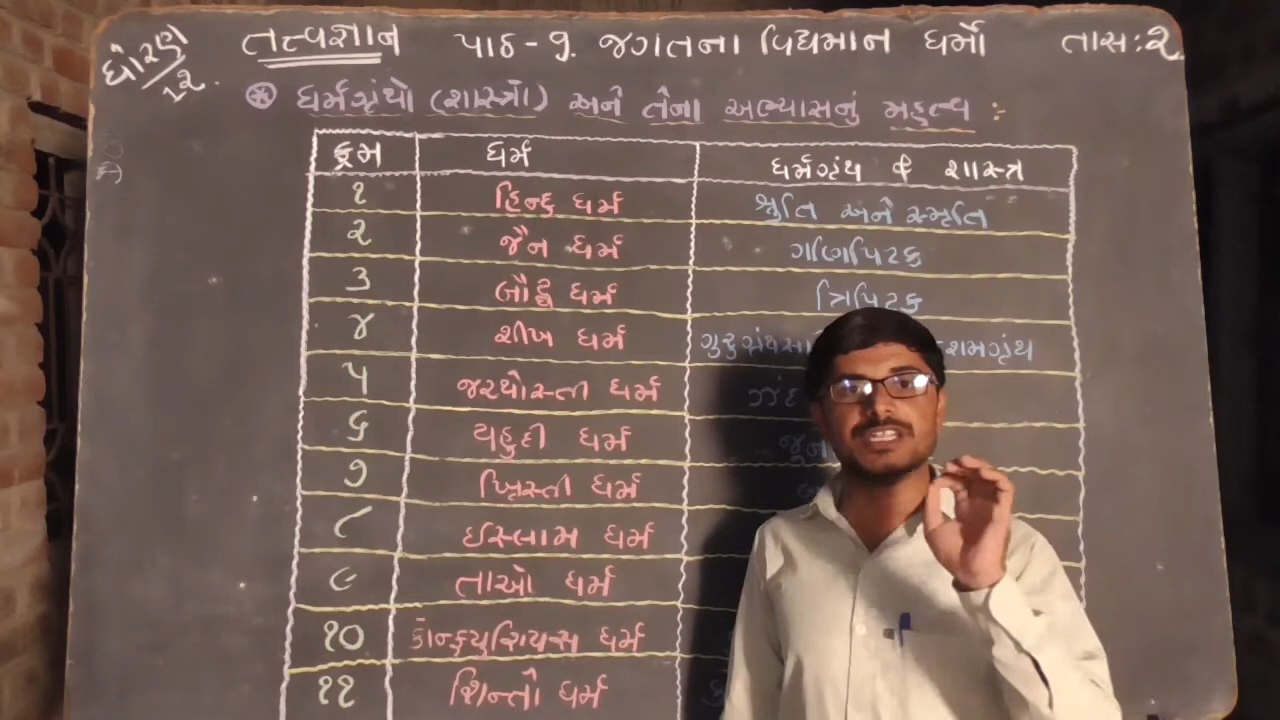 ધોરણ 12. તત્ત્વજ્ઞાન પાઠ-૧. જગતના વિદ્યમાન ધર્મો તાસ:૨
ધર્મગ્રંથો (શાસ્ત્રો) અને તેના અભ્યાસનું મહત્વ :
ક્રમ ધર્મ ધર્મગ્રંથ કે શાસ્ત્ર
૧ હિન્દુ ધર્મ શ્રુતિ અને સ્મૃતિ
૨ જૈન ધર્મ ગણિપિટક
૩ બૌદ્ધ ધર્મ ત્રિપિટક
૪ શીખ ધર્મ
૫ જરથોસ્તી ધર્મ
૬ યહુદી ધર્મ
૭ ખ્રિસ્તી ધર્મ
૮ ઈસ્લામ ધર્મ
૯ તાઓ ધર્મ
૧૦ કોન્ફ્યુશિયસ ધર્મ
૧૧ શિન્તો ધર્મ